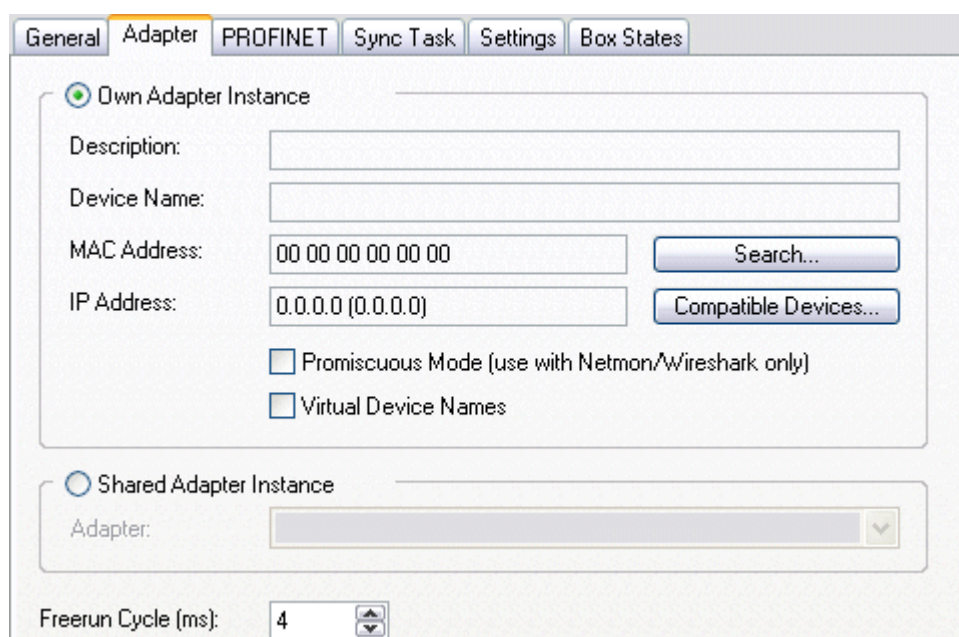 General Adapter PROFINET Sync Task Settings Box States
Own Adapter Instance
Description:
Device Name:
MAC Address: 00 00 00 00 00 00 Search...
IP Address: 0.0.0.0 (0.0.0.0) Compatible Devices...
Promiscuous Mode (use with Netmon/Wireshark only)
Virtual Device Names
Shared Adapter Instance
Adapter:
Freerun Cycle (ms): 4